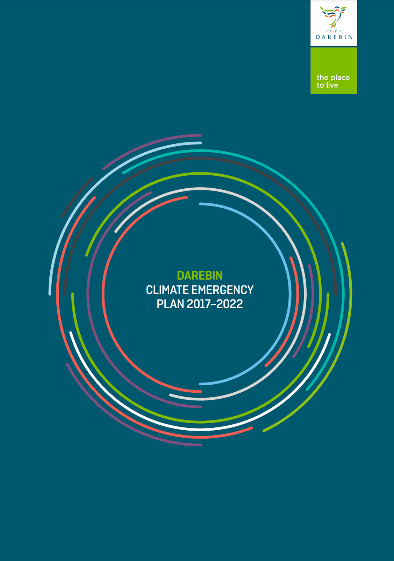 DAREBIN
the place
to live
DAREBIN
CLIMATE EMERGENCY
PLAN 2017–2022